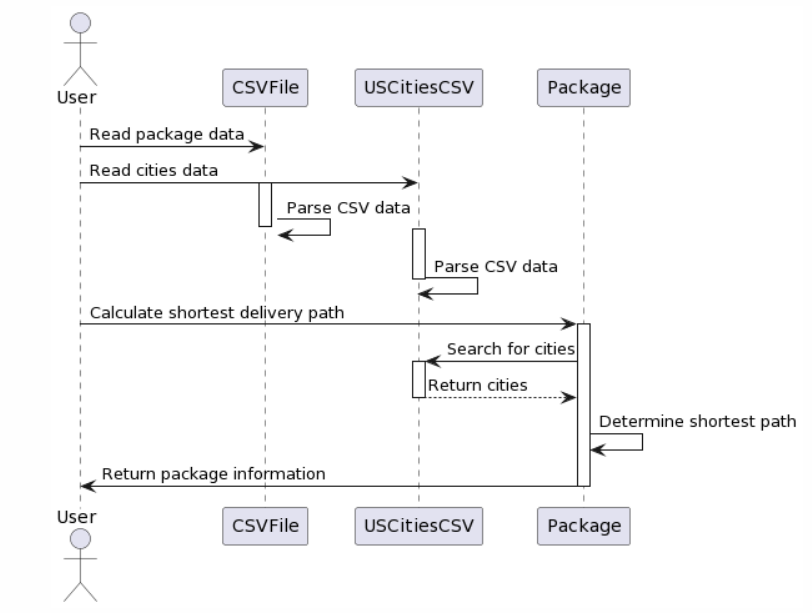 User
CSVFile
USCitiesCSV
Package
Read package data
Read cities data
Parse CSV data
Parse CSV data
Calculate shortest delivery path
Search for cities
Return cities
Determine shortest path
Return package information
User
CSVFile
USCitiesCSV
Package